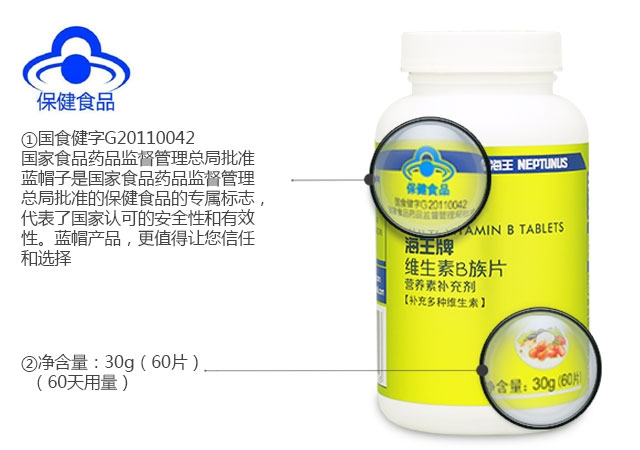 保健食品
①国食健字G20110042
国家食品药品监督管理总局批准
蓝帽子是国家食品药品监督管理
总局批准的保健食品的专属标志，
代表了国家认可的安全性和有效
性。蓝帽产品，更值得让您信任
和选择
②净含量：30g（60片）
（60天用量）
海王 NEPTUNUS
保健食品
国食健字G20110042
B TABLETS
海王牌
维生素B族片
营养素补充剂
【补充多种维生素】
净含量：30g(60片)